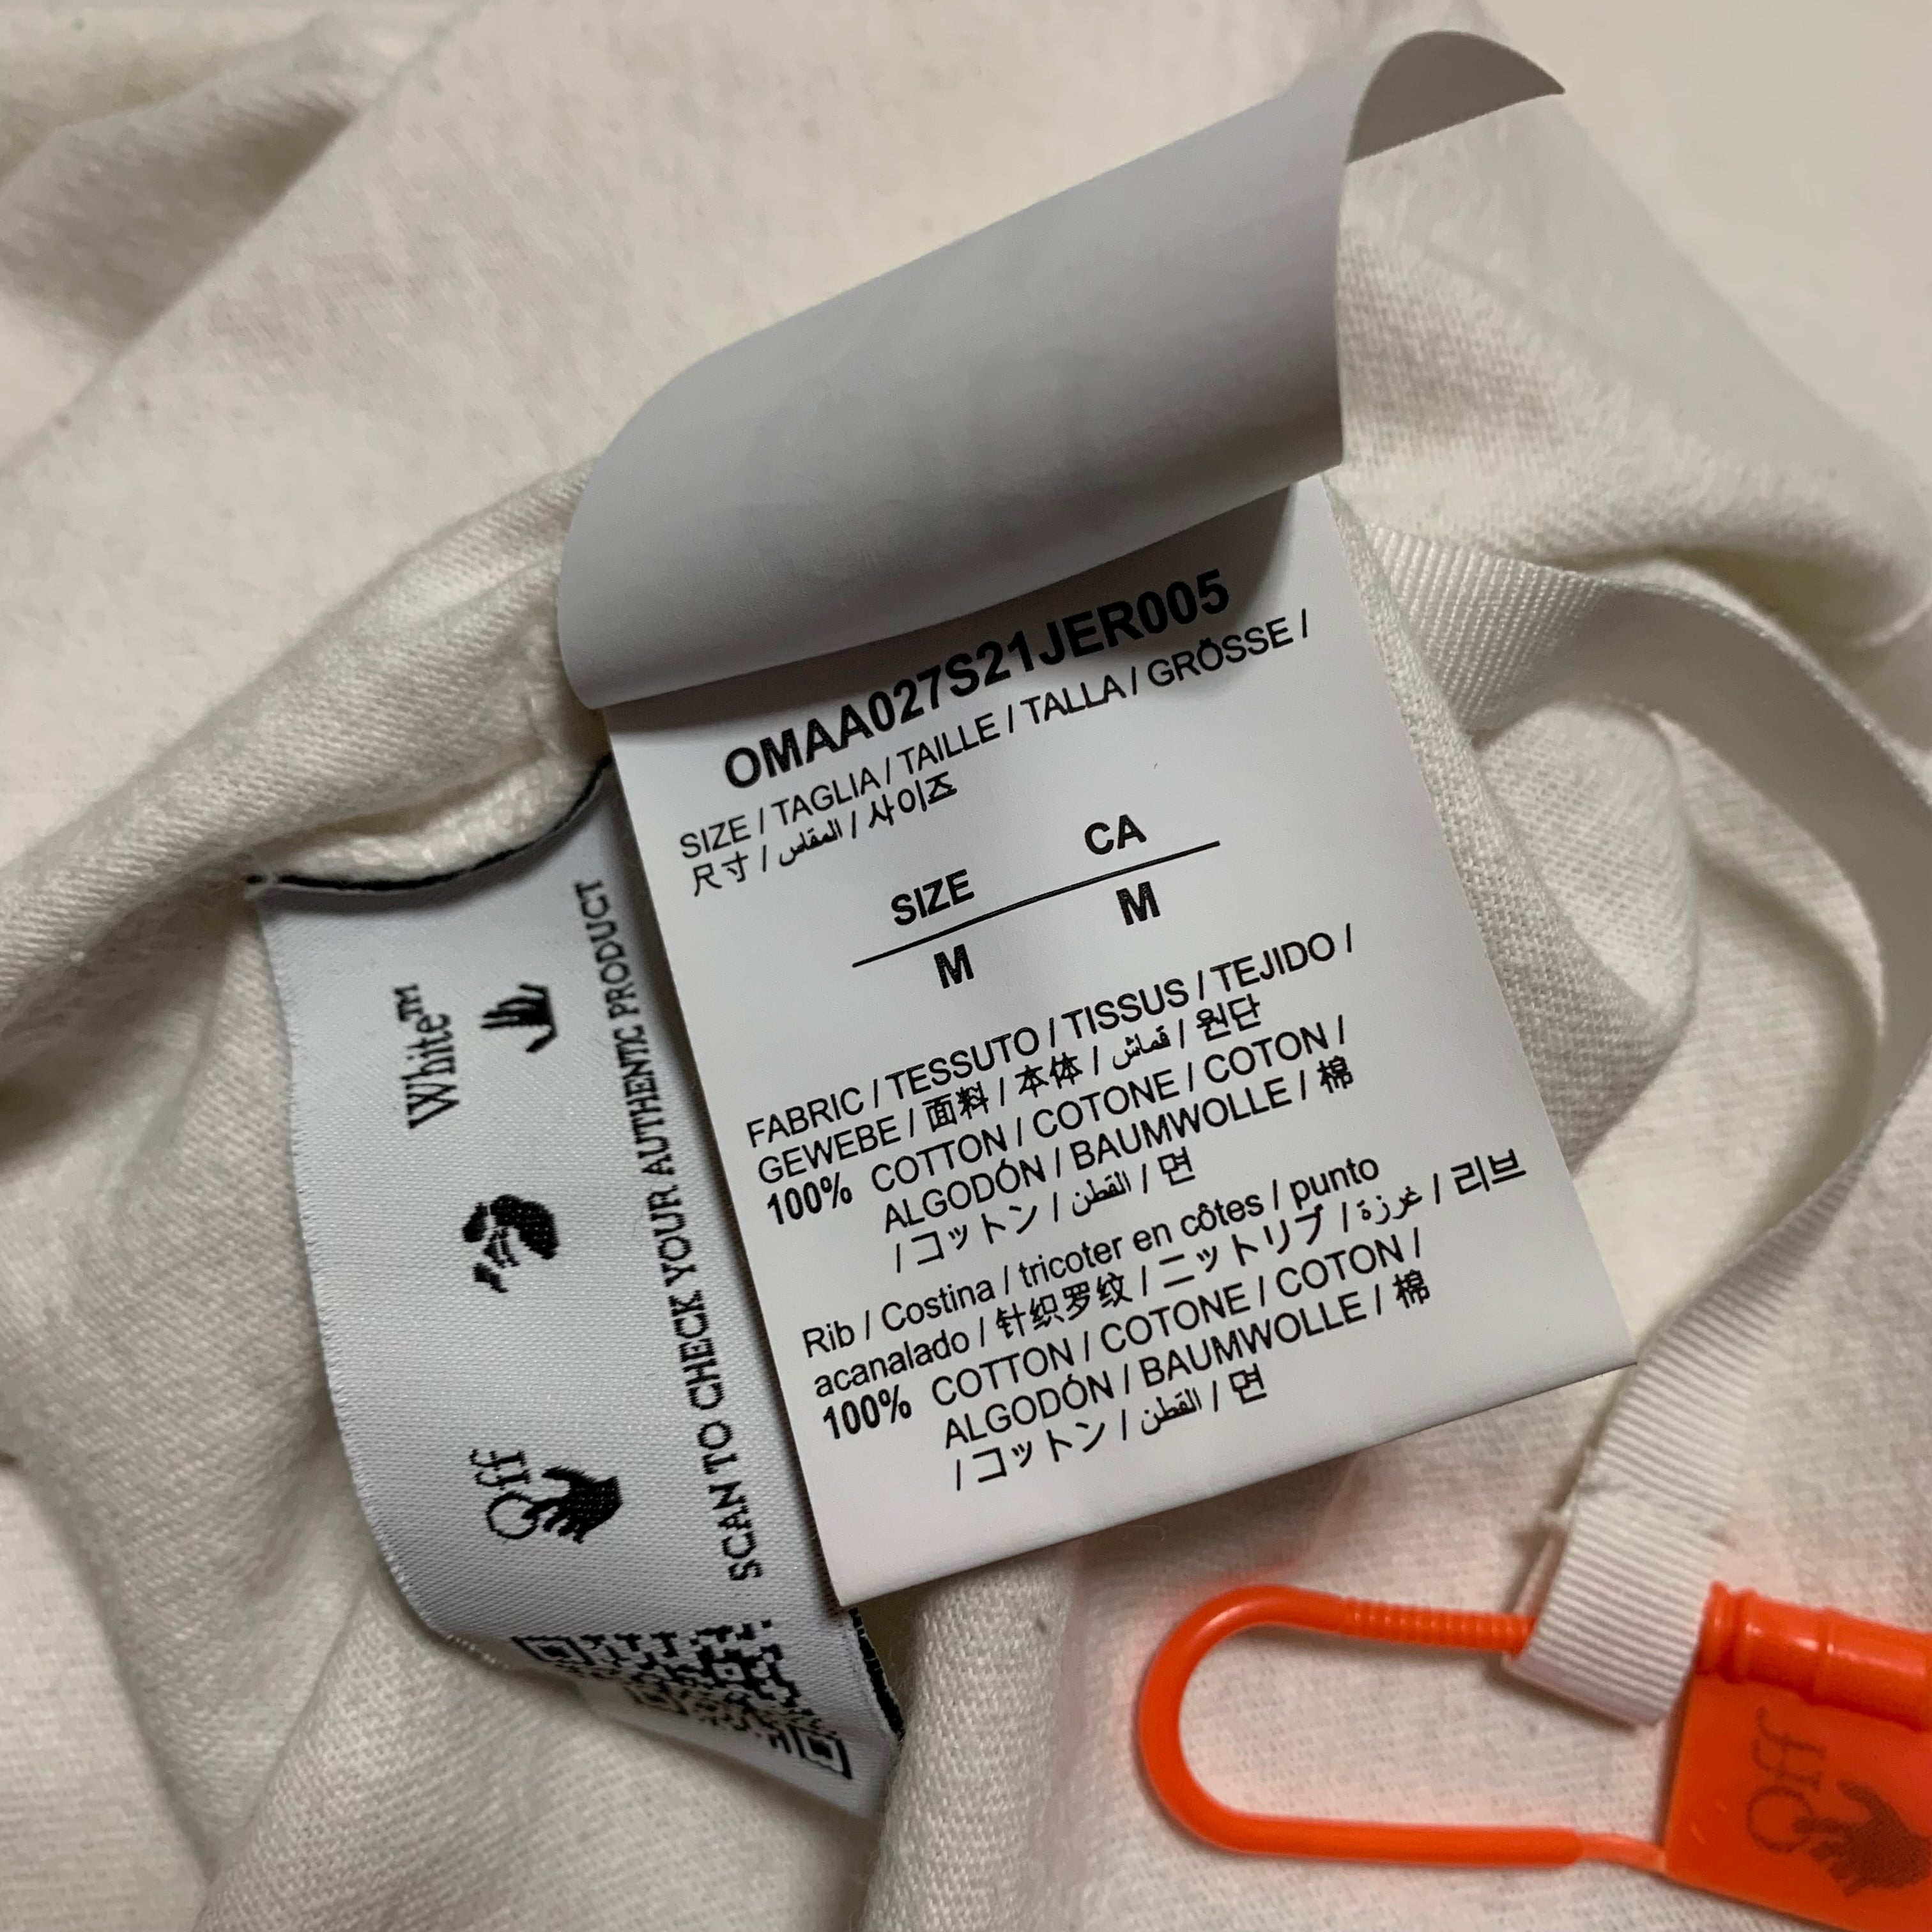 OMAA027S21JER005
SIZE / TAGLIA / TAILLE / TALLA / GRÖSSE /
尺寸 / المقاس / 사이즈
SIZE CA
M M
FABRIC / TESSUTO / TISSUS / TEJIDO /
GEWEBE / 面料 / 本体 / قماش / 원단
100% COTTON / COTONE / COTON /
ALGODÓN / BAUMWOLLE / 棉
/ コットン / القطن / 면
Rib / Costina / tricoter en côtes / punto
acanalado / 针织罗纹 / ニットリブ / غرزة / 리브
100% COTTON / COTONE / COTON /
ALGODÓN / BAUMWOLLE / 棉
/ コットン / القطن / 면
Off White™
SCAN TO CHECK YOUR AUTHENTIC PRODUCT
Off